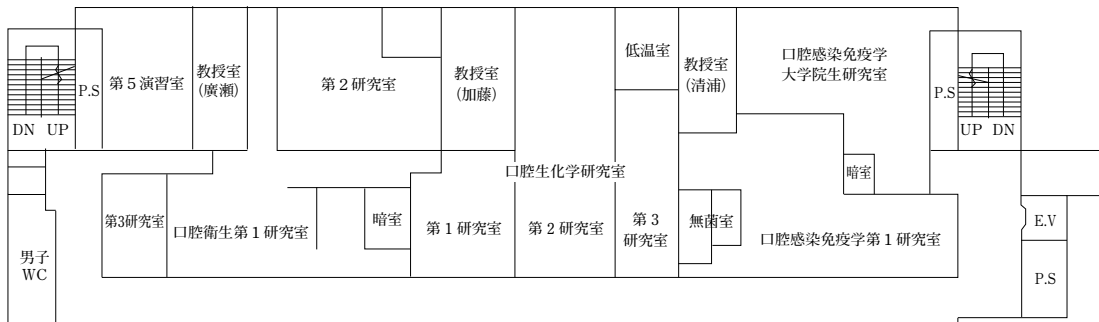 低温室
口腔感染免疫学
大学院生研究室
教授室
(廣瀬)
教授室
(加藤)
教授室
(清浦)
第5演習室
第2研究室
P.S
P.S
DN UP
UP DN
口腔生化学研究室
暗室
第3研究室
口腔衛生第1研究室
暗室
第1研究室
第2研究室
第3
研究室
無菌室
口腔感染免疫学第1研究室
E.V
男子
WC
P.S